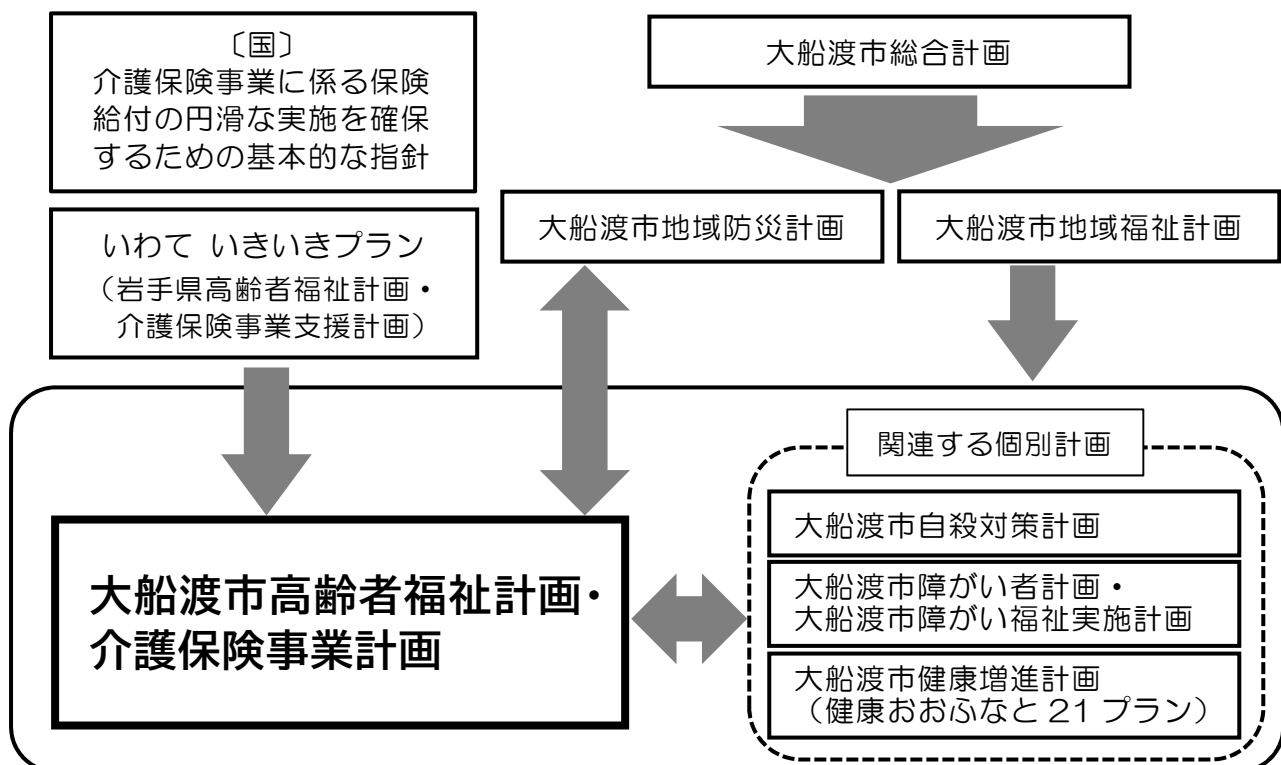 〔国〕
介護保険事業に係る保険
給付の円滑な実施を確保
するための基本的な指針
大船渡市総合計画
いわて いきいきプラン
（岩手県高齢者福祉計画・
介護保険事業支援計画）
大船渡市地域防災計画
大船渡市地域福祉計画
関連する個別計画
大船渡市自殺対策計画
大船渡市障がい者計画・
大船渡市障がい福祉実施計画
大船渡市健康増進計画
（健康おおふなと 21 プラン）
大船渡市高齢者福祉計画・
介護保険事業計画